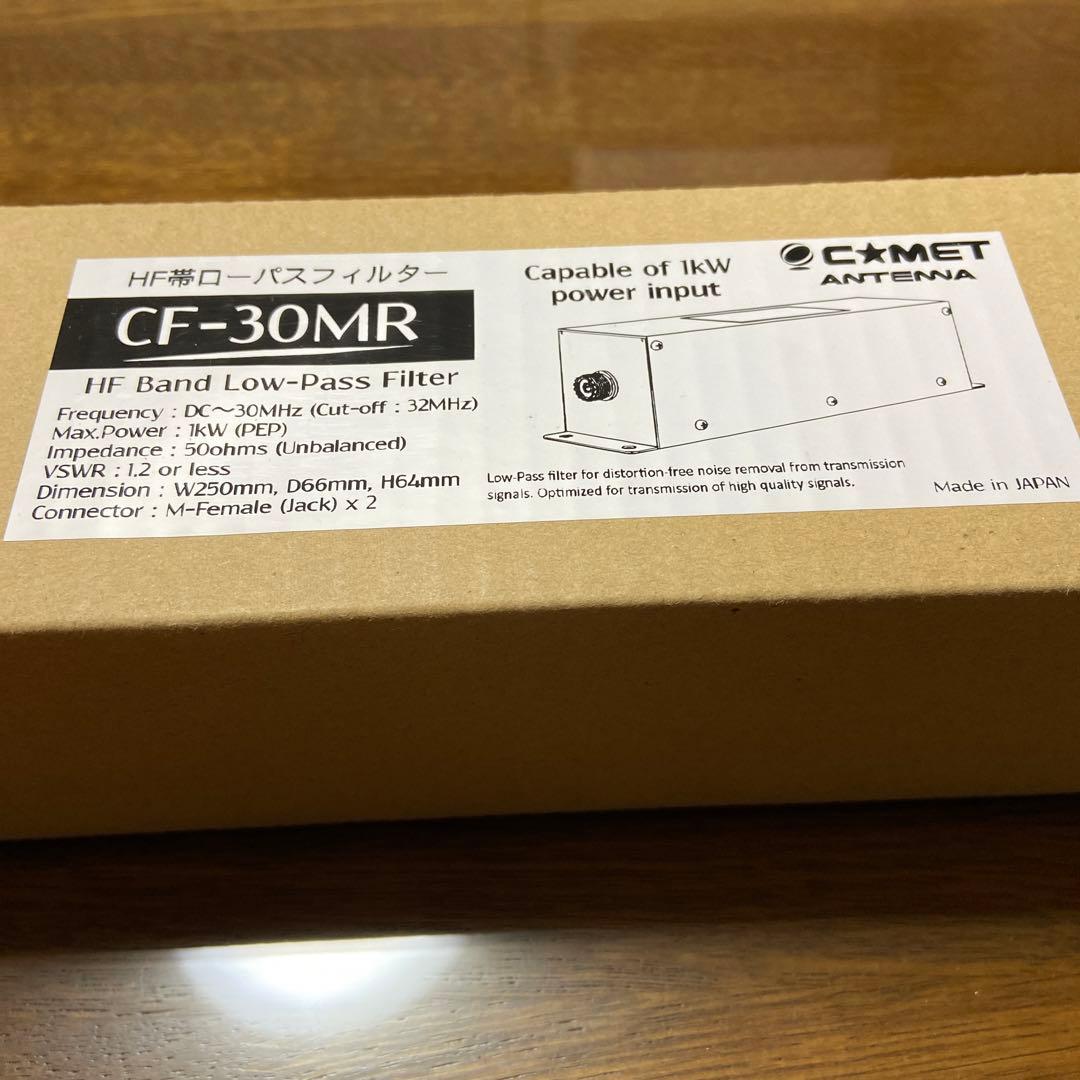 HF帯ローパスフィルター
CF-30MR
HF Band Low-Pass Filter
Frequency : DC～30MHz (Cut-off : 32MHz)
Max.Power : 1kW (PEP)
Impedance : 50ohms (Unbalanced)
VSWR : 1.2 or less
Dimension : W250mm, D66mm, H64mm
Connector : M-Female (Jack) x 2
Capable of 1kW
power input
C★MET
ANTENNA
Low-Pass filter for distortion-free noise removal from transmission
signals. Optimized for transmission of high quality signals.
Made in JAPAN